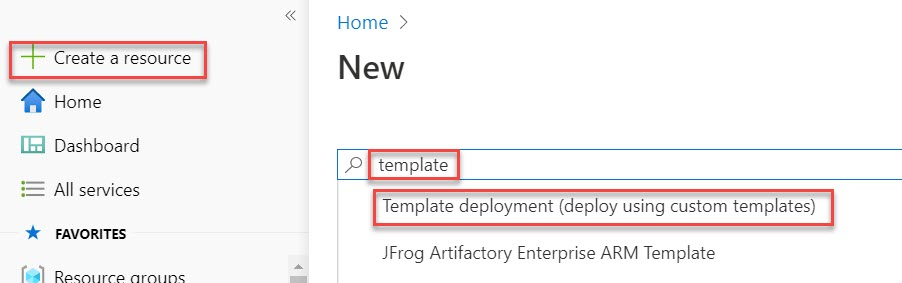 «
Create a resource
Home
Dashboard
All services
FAVORITES
Resource groups
Home >
New
template
Template deployment (deploy using custom templates)
JFrog Artifactory Enterprise ARM Template